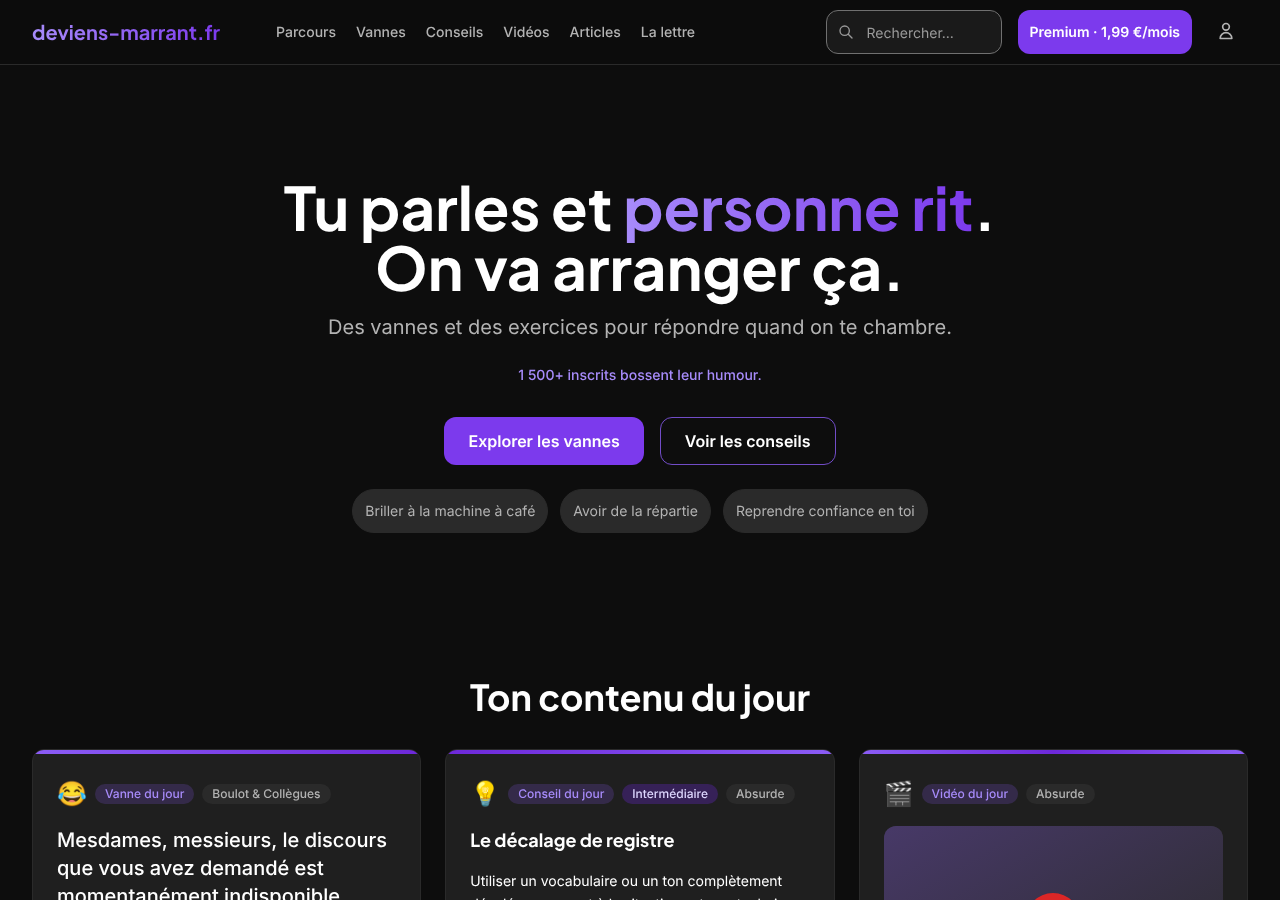 deviens-marrant.fr
Parcours
Vannes
Conseils
Vidéos
Articles
La lettre
Rechercher...
Premium · 1,99 €/mois
Tu parles et personne rit.
On va arranger ça.
Des vannes et des exercices pour répondre quand on te chambre.
1 500+ inscrits bossent leur humour.
Explorer les vannes
Voir les conseils
Briller à la machine à café
Avoir de la répartie
Reprendre confiance en toi
Ton contenu du jour
Vanne du jour
Boulot & Collègues
Mesdames, messieurs, le discours
que vous avez demandé est
momentanément indisponible
Conseil du jour
Intermédiaire
Absurde
Le décalage de registre
Utiliser un vocabulaire ou un ton complètement
Vidéo du jour
Absurde